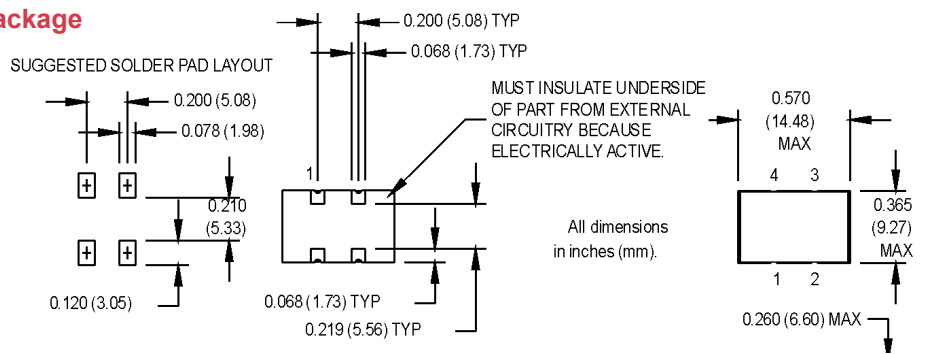 ackage
SUGGESTED SOLDER PAD LAYOUT
0.200 (5.08)
0.078 (1.98)
0.210
(5.33)
0.120 (3.05)
0.200 (5.08) TYP
0.068 (1.73) TYP
MUST INSULATE UNDERSIDE
OF PART FROM EXTERNAL
CIRCUITRY BECAUSE
ELECTRICALLY ACTIVE.
1
0.068 (1.73) TYP
0.219 (5.56) TYP
All dimensions
in inches (mm).
0.570
(14.48)
MAX
4 3
0.365
(9.27)
MAX
1 2
0.260 (6.60) MAX